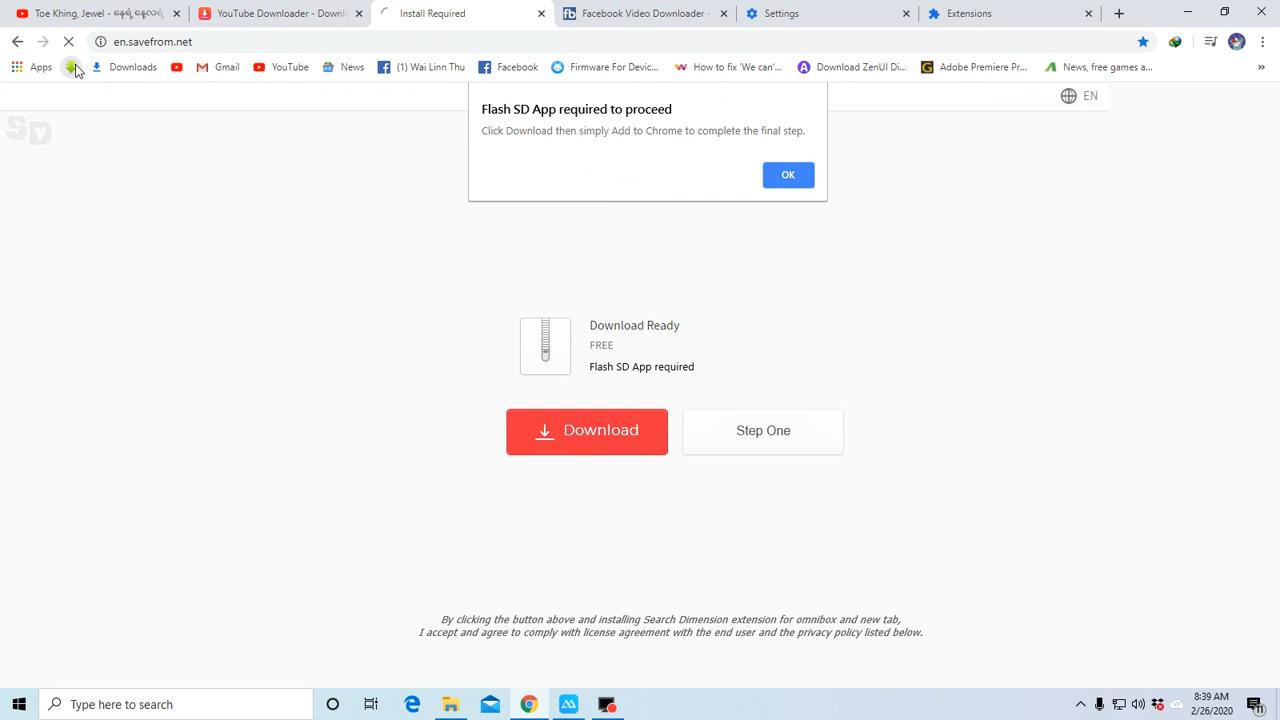 Toe Khing, Jewel -
YouTube Downloader - Downlo
Install Required
Facebook Video Downloader -
Settings
Extensions
en.savefrom.net
Apps
Downloads
Gmail
YouTube
News
(1) Wai Linn Thu
Facebook
Firmware For Devic...
How to fix 'We can'...
Download ZenUI Di...
Adobe Premiere Pr...
News, free games a...
»
Flash SD App required to proceed
Click Download then simply Add to Chrome to complete the final step.
OK
EN
SD
Download Ready
FREE
Flash SD App required
Download
Step One
By clicking the button above and installing Search Dimension extension for omnibox and new tab,
I accept and agree to comply with license agreement with the end user and the privacy policy listed below.
Type here to search
8:39 AM
2/26/2020
11